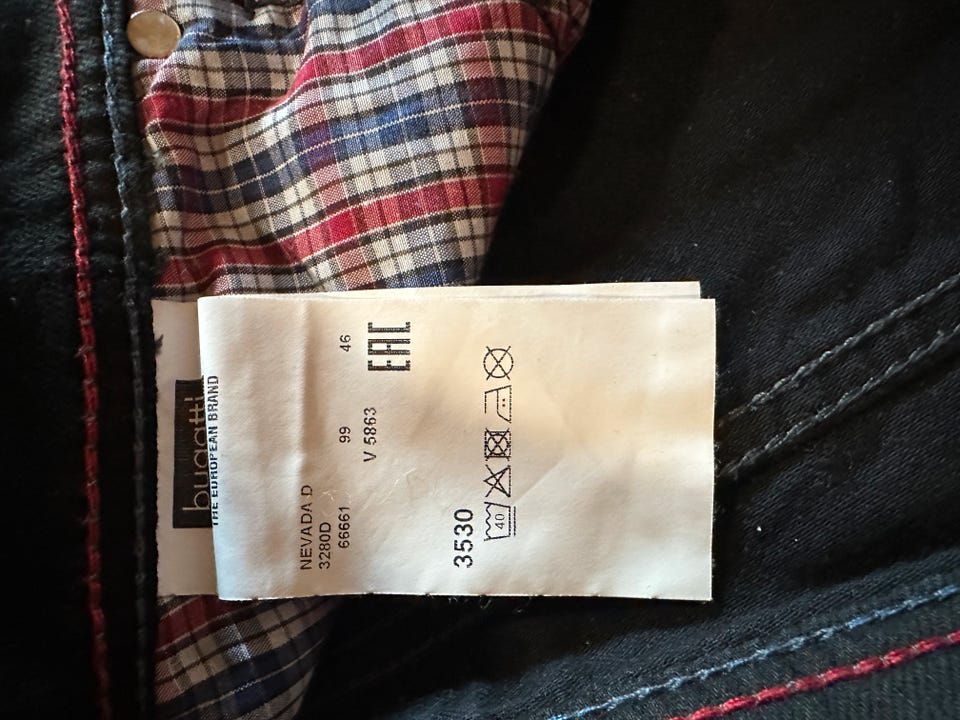 bugatti
THE EUROPEAN BRAND
NEVADA D
3280D
66661 99 46
V 5863
EAC
3530
40